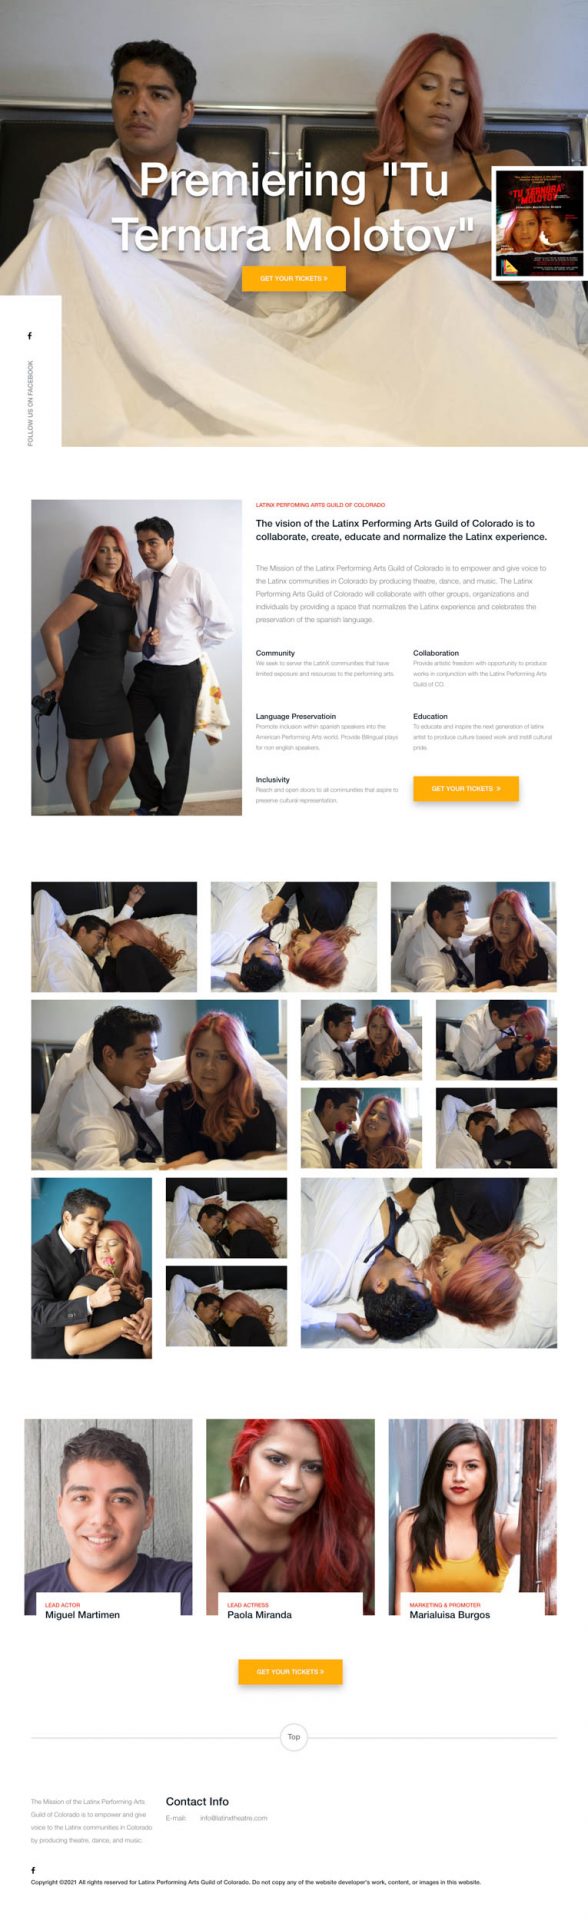 Premiering "Tu
Ternura Molotov"
"TU TERNURA
MOLOTOV"
GET YOUR TICKETS »
FOLLOW US ON FACEBOOK
LATINX PERFOMING ARTS GUILD OF COLORADO
The vision of the Latinx Performing Arts Guild of Colorado is to
collaborate, create, educate and normalize the Latinx experience.
The Mission of the Latinx Performing Arts Guild of Colorado is to empower and give voice to
the Latinx communities in Colorado by producing theatre, dance, and music. The Latinx
Performing Arts Guild of Colorado will collaborate with other groups, organizations and
individuals by providing a space that normalizes the Latinx experience and celebrates the
preservation of the spanish language.
Community
We seek to server the LatinX communities that have
limited exposure and resources to the performing arts.
Collaboration
Provide artistic freedom with opportunity to produce
works in conjunction with the Latinx Performing Arts
Guild of CO.
Language Preservatioin
Promote inclusion within spanish speakers into the
American Performing Arts world. Provide Bilingual plays
for non english speakers.
Education
To educate and inspire the next generation of latinx
artist to produce culture based work and instill cultural
pride.
Inclusivity
Reach and open doors to all communities that aspire to
preserve cultural representation.
GET YOUR TICKETS »
LEAD ACTOR
Miguel Martimen
LEAD ACTRESS
Paola Miranda
MARKETING & PROMOTER
Marialuisa Burgos
GET YOUR TICKETS »
Top
The Mission of the Latinx Performing Arts
Guild of Colorado is to empower and give
voice to the Latinx communities in Colorado
by producing theatre, dance, and music.
Contact Info
E-mail: info@latinxtheatre.com
Copyright ©2021 All rights reserved for Latinx Performing Arts Guild of Colorado. Do not copy any of the website developer's work, content, or images in this website.